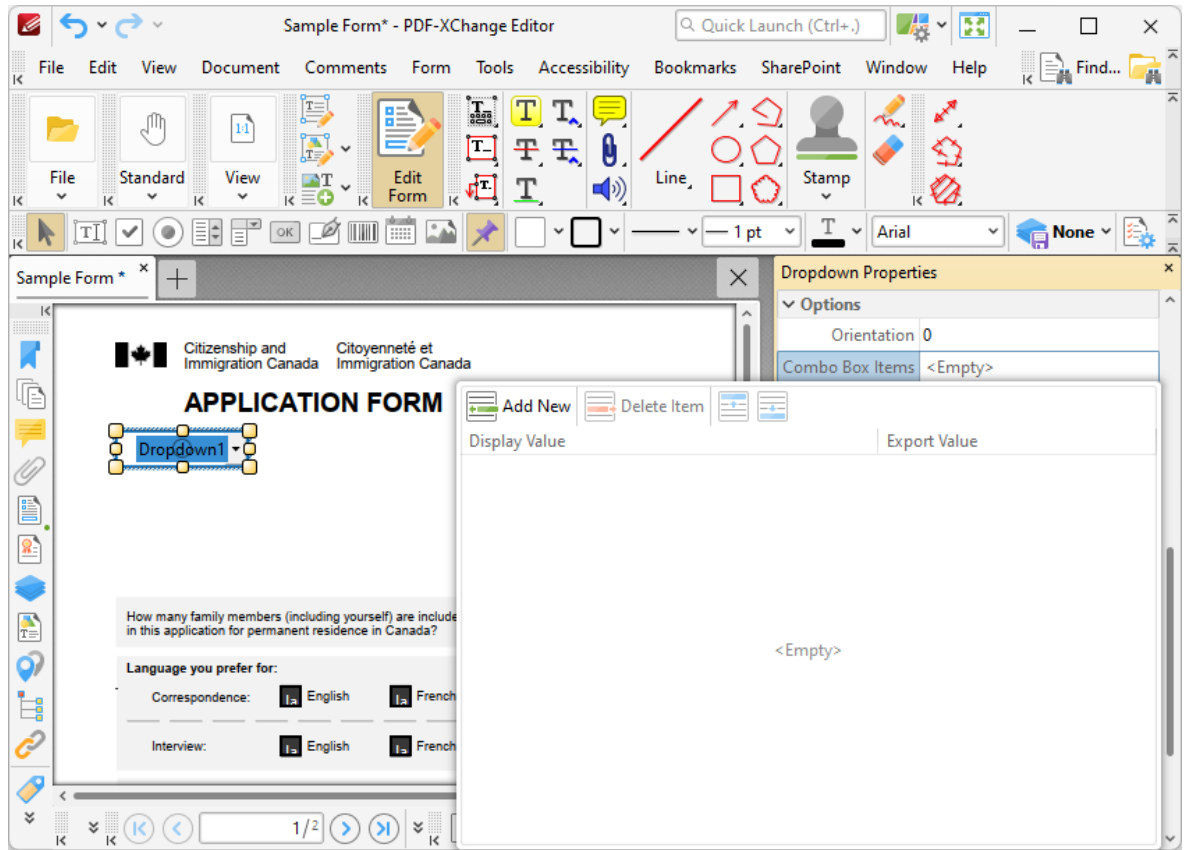 Sample Form* - PDF-XChange Editor
Quick Launch (Ctrl+.)
File Edit View Document Comments Form Tools Accessibility Bookmarks SharePoint Window Help Find...
File Standard View Edit Form Line Stamp
OK 1 pt Arial None
Sample Form * Dropdown Properties
Options
Orientation 0
Combo Box Items <Empty>
Citizenship and Citoyenneté et
Immigration Canada Immigration Canada
APPLICATION FORM
Dropdown1
Add New Delete Item
Display Value Export Value
<Empty>
How many family members (including yourself) are include
in this application for permanent residence in Canada?
Language you prefer for:
Correspondence: English French
Interview: English French
1/2